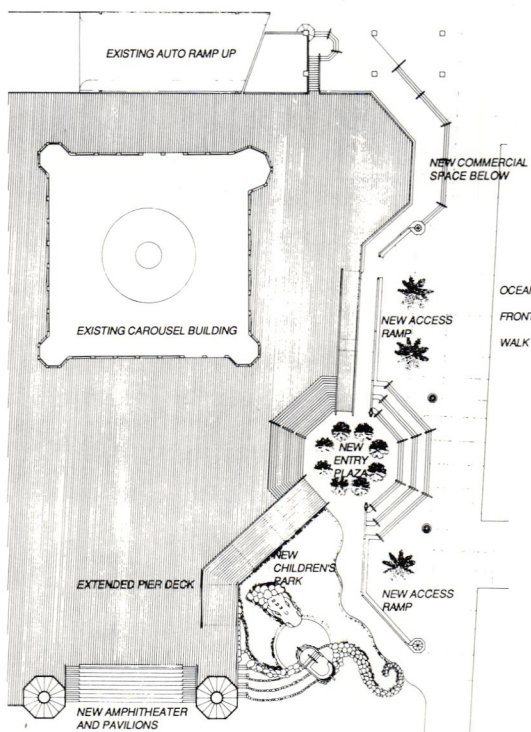 EXISTING AUTO RAMP UP
NEW COMMERCIAL
SPACE BELOW
OCEAN
FRONT
WALK
NEW ACCESS
RAMP
EXISTING CAROUSEL BUILDING
NEW
ENTRY
PLAZA
NEW
CHILDREN'S
PARK
EXTENDED PIER DECK
NEW ACCESS
RAMP
NEW AMPHITHEATER
AND PAVILIONS